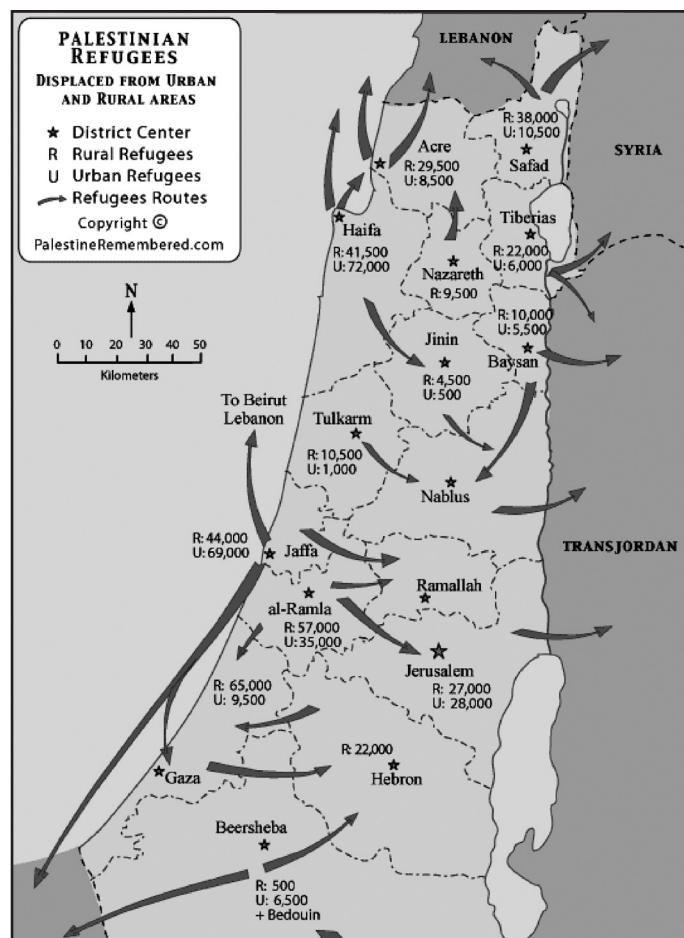 PALESTINIAN
REFUGEES
DISPLACED FROM URBAN
AND RURAL AREAS
★ District Center
R Rural Refugees
U Urban Refugees
Refugees Routes
Copyright ©
PalestineRemembered.com
N
0 10 20 30 40 50
Kilometers
LEBANON
SYRIA
TRANSJORDAN
R: 38,000
U: 10,500
Safad
Acre
R: 29,500
U: 8,500
Haifa
R: 41,500
U: 72,000
Tiberias
R: 22,000
U: 6,000
Nazareth
R: 9,500
R: 10,000
U: 5,500
Baysan
Jinin
R: 4,500
U: 500
To Beirut
Lebanon
Tulkarm
R: 10,500
U: 1,000
Nablus
R: 44,000
U: 69,000
Jaffa
al-Ramla
R: 57,000
U: 35,000
Ramallah
Jerusalem
R: 27,000
U: 28,000
R: 65,000
U: 9,500
Gaza
R: 22,000
Hebron
Beersheba
R: 500
U: 6,500
+ Bedouin